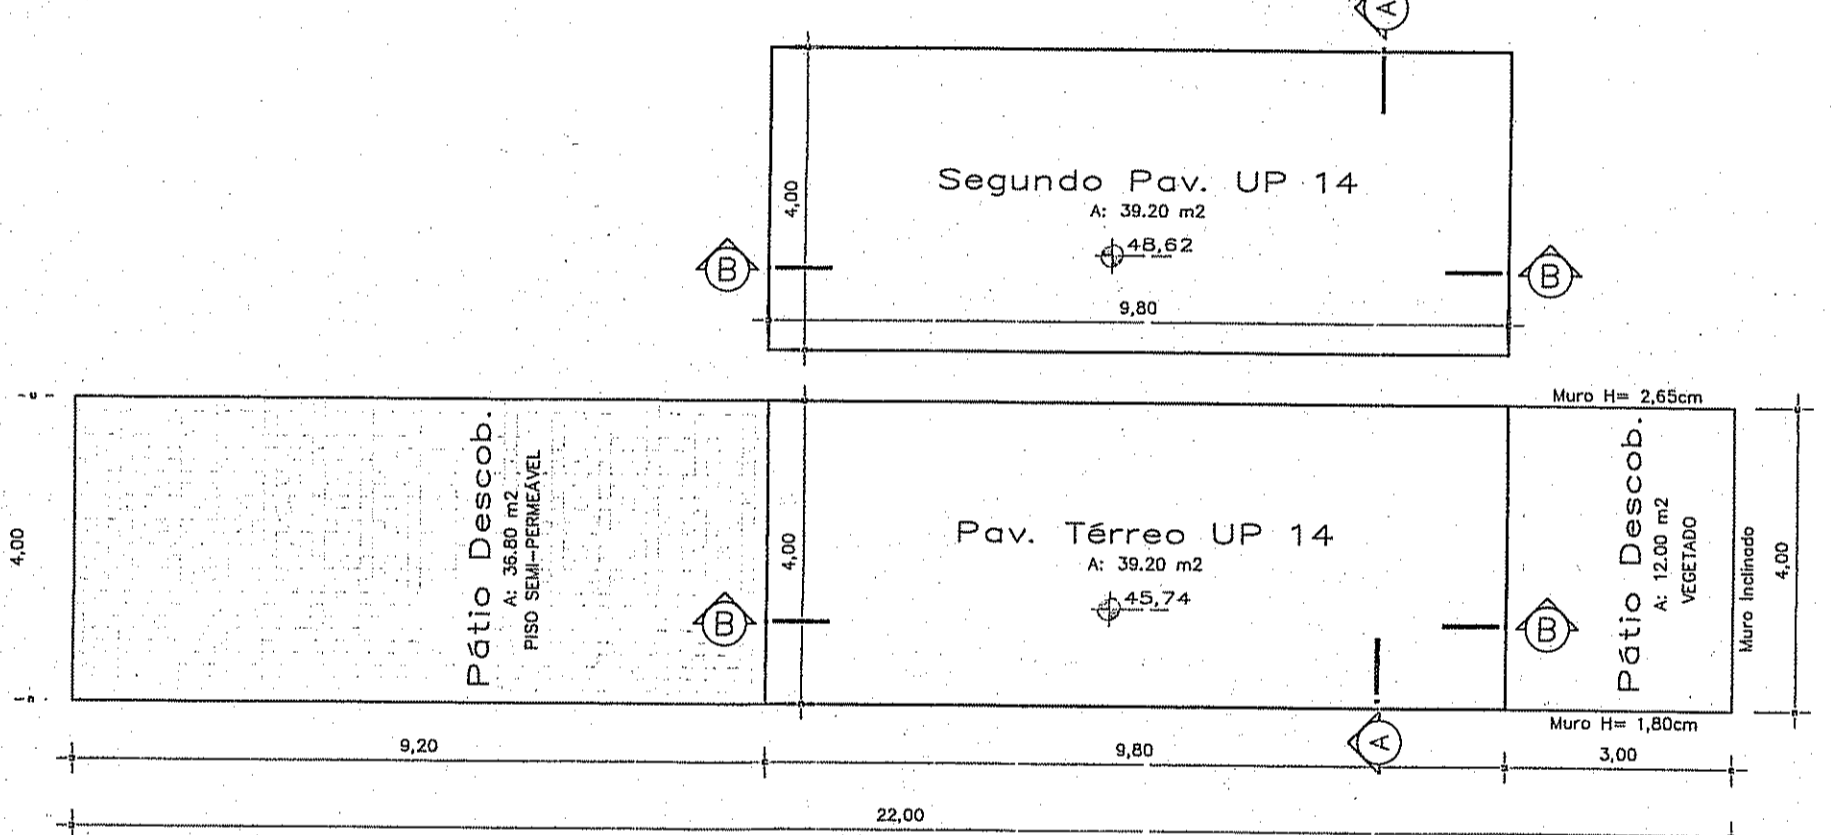 A
Segundo Pav. UP 14
A: 39.20 m2
48,62
4,00
B
B
9,80
Muro H= 2,65cm
Pátio Descob.
A: 36.80 m2
PISO SEMI-PERMEÁVEL
4,00
4,00
Pav. Térreo UP 14
A: 39.20 m2
45,74
B
B
Pátio Descob.
A: 12.00 m2
VEGETADO
Muro Inclinado
4,00
Muro H= 1,80cm
A
9,20
9,80
3,00
22,00